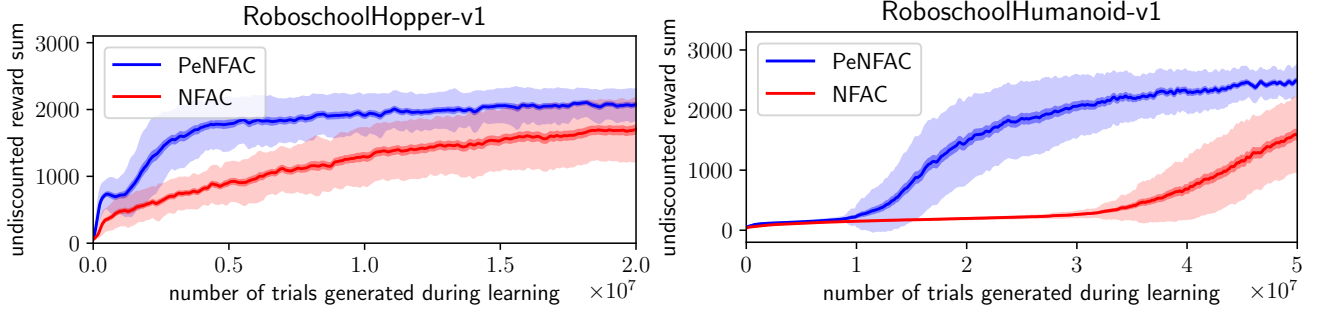 RoboschoolHopper-v1
undiscounted reward sum
3000
2000
1000
0
PeNFAC
NFAC
0.0 0.5 1.0 1.5 2.0
number of trials generated during learning
×10⁷
RoboschoolHumanoid-v1
undiscounted reward sum
3000
2000
1000
0
PeNFAC
NFAC
0 1 2 3 4 5
number of trials generated during learning
×10⁷